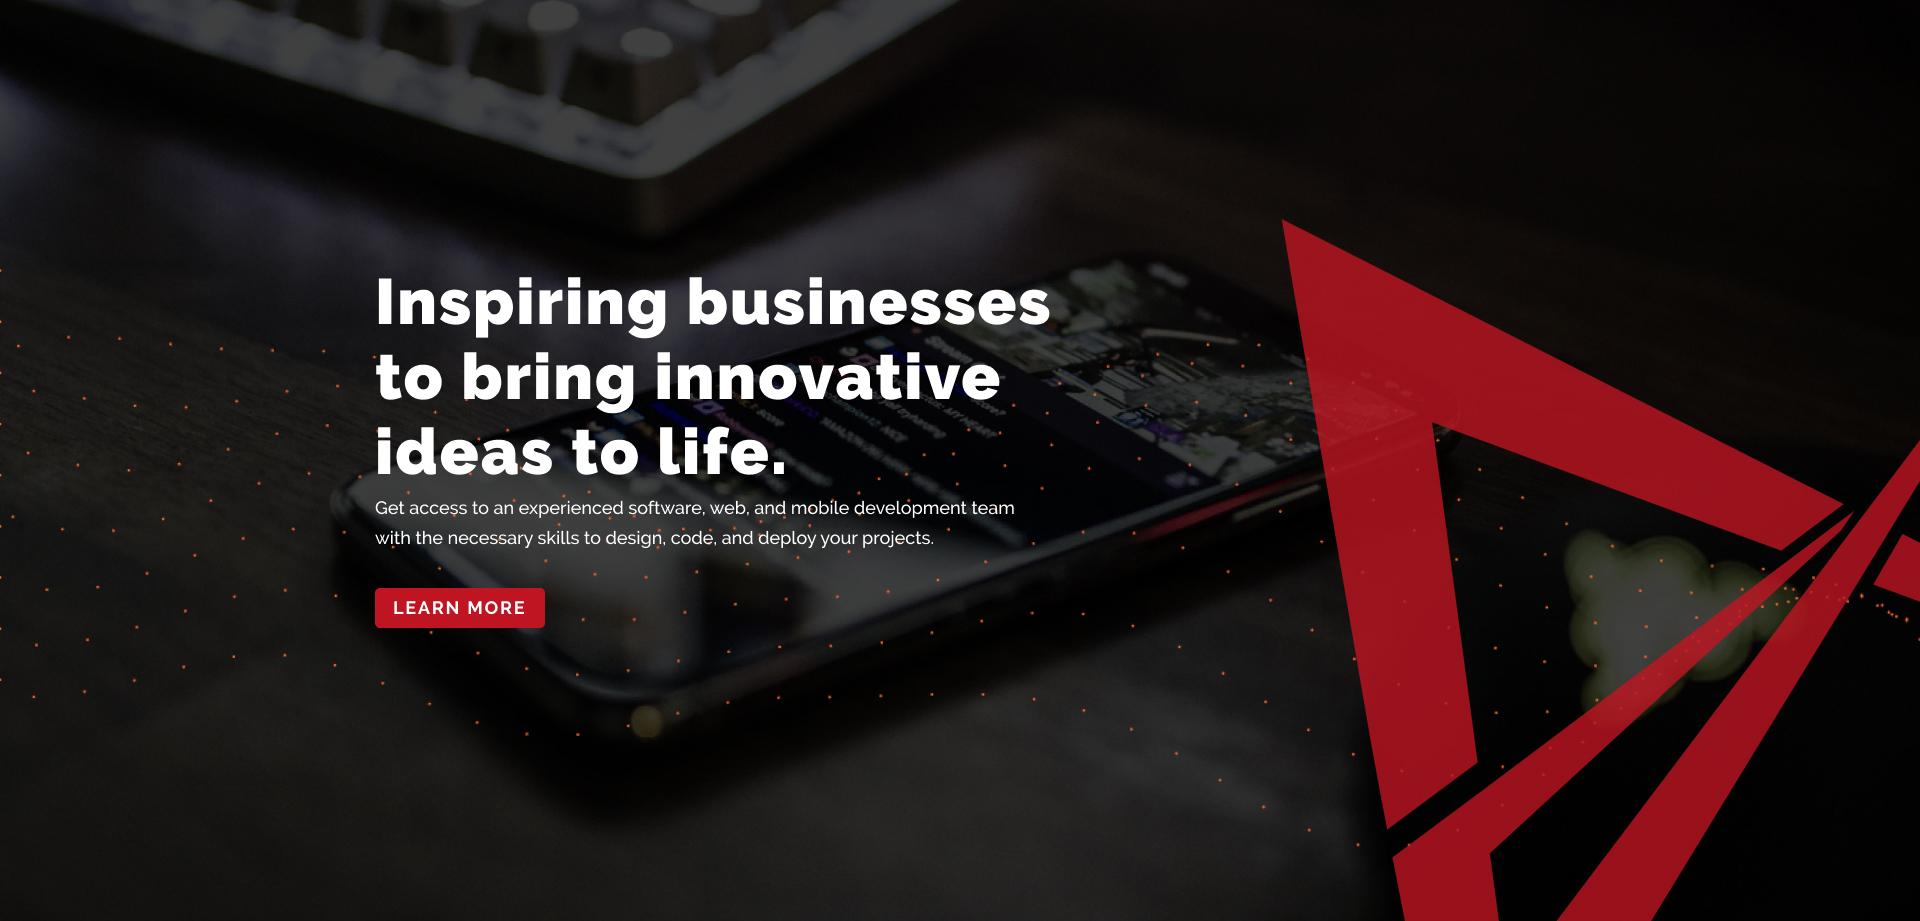 Inspiring businesses
to bring innovative
ideas to life.
Get access to an experienced software, web, and mobile development team
with the necessary skills to design, code, and deploy your projects.
LEARN MORE